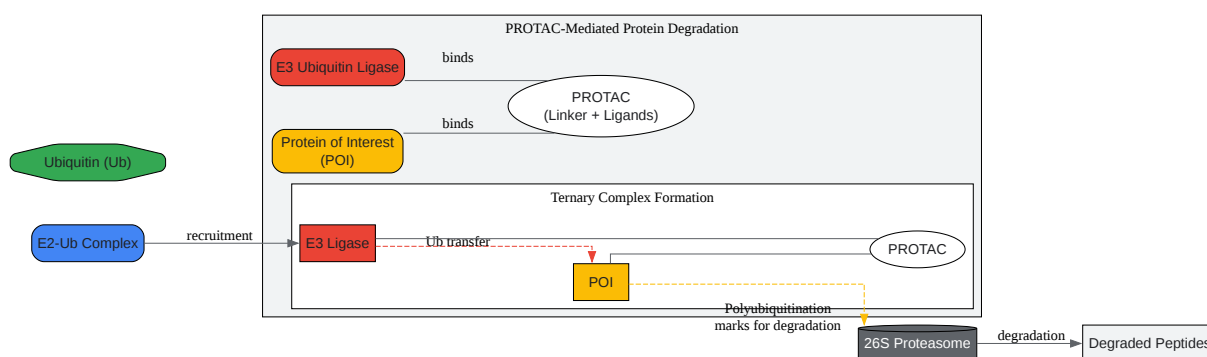 PROTAC-Mediated Protein Degradation
E3 Ubiquitin Ligase
binds
PROTAC
(Linker + Ligands)
binds
Protein of Interest
(POI)
Ubiquitin (Ub)
Ternary Complex Formation
E2-Ub Complex
recruitment
E3 Ligase
Ub transfer
PROTAC
POI
Polyubiquitination
marks for degradation
26S Proteasome
degradation
Degraded Peptides